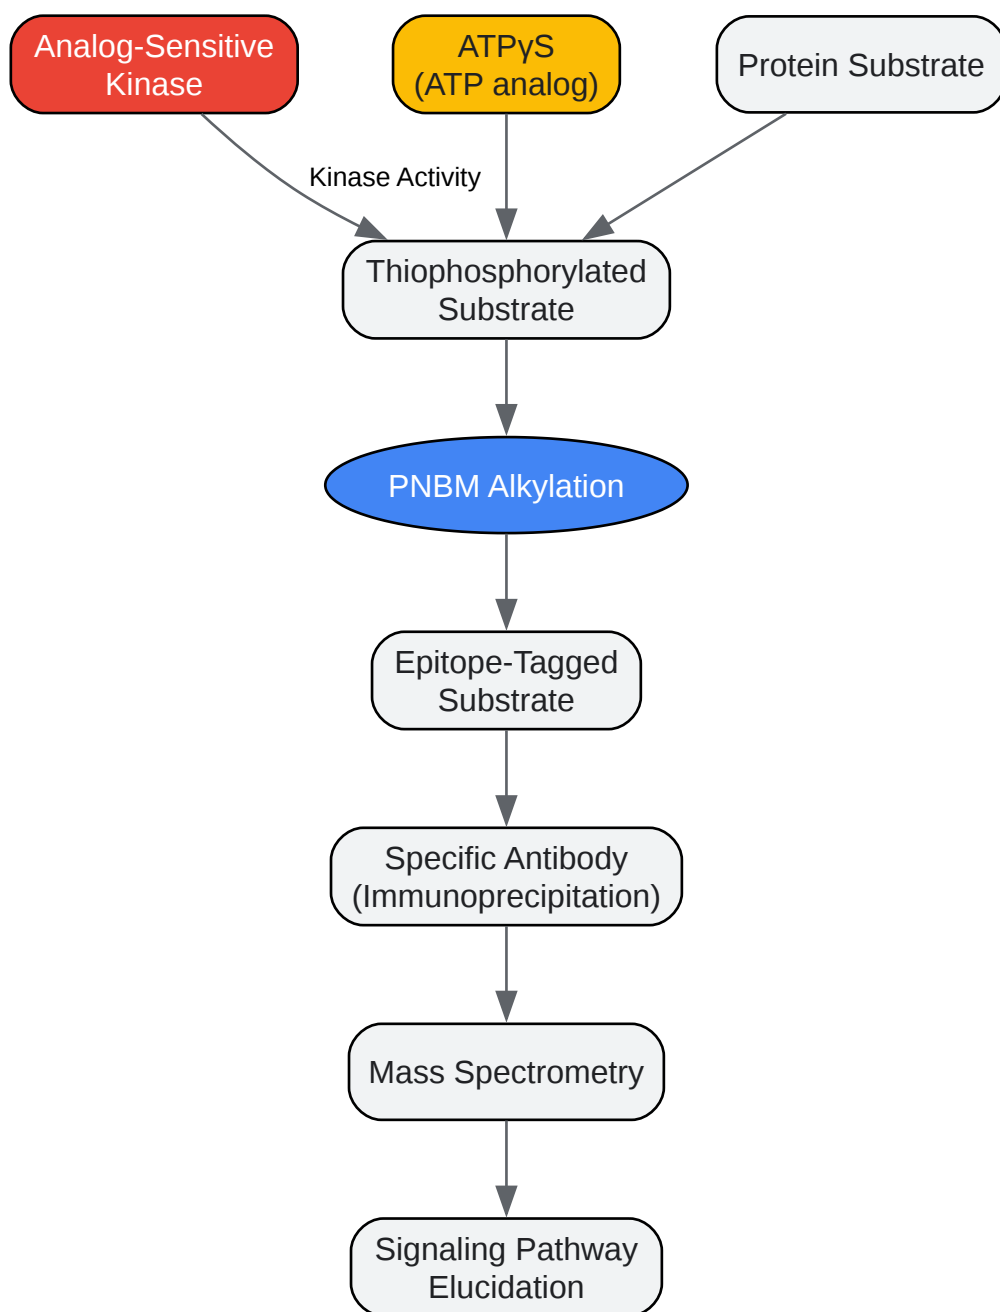 Analog-Sensitive
Kinase
ATPγS
(ATP analog)
Protein Substrate
Kinase Activity
Thiophosphorylated
Substrate
PNBM Alkylation
Epitope-Tagged
Substrate
Specific Antibody
(Immunoprecipitation)
Mass Spectrometry
Signaling Pathway
Elucidation